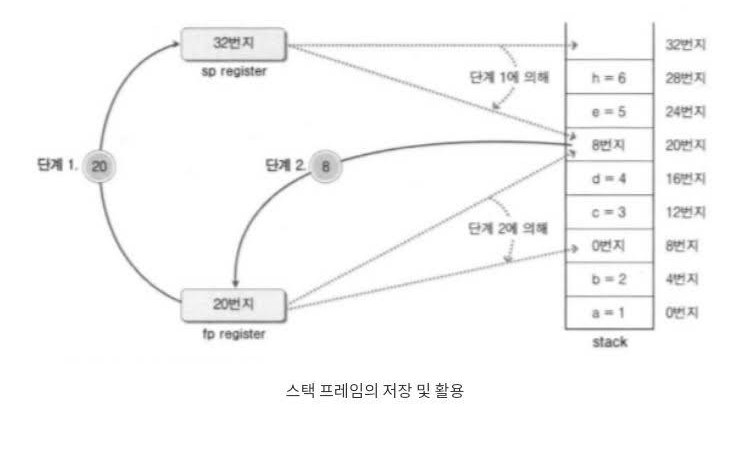 32번지
sp register
단계 1.
20
단계 2.
8
20번지
fp register
단계 1에 의해
단계 2에 의해
32번지
h = 6 28번지
e = 5 24번지
8번지 20번지
d = 4 16번지
c = 3 12번지
0번지 8번지
b = 2 4번지
a = 1 0번지
stack
스택 프레임의 저장 및 활용